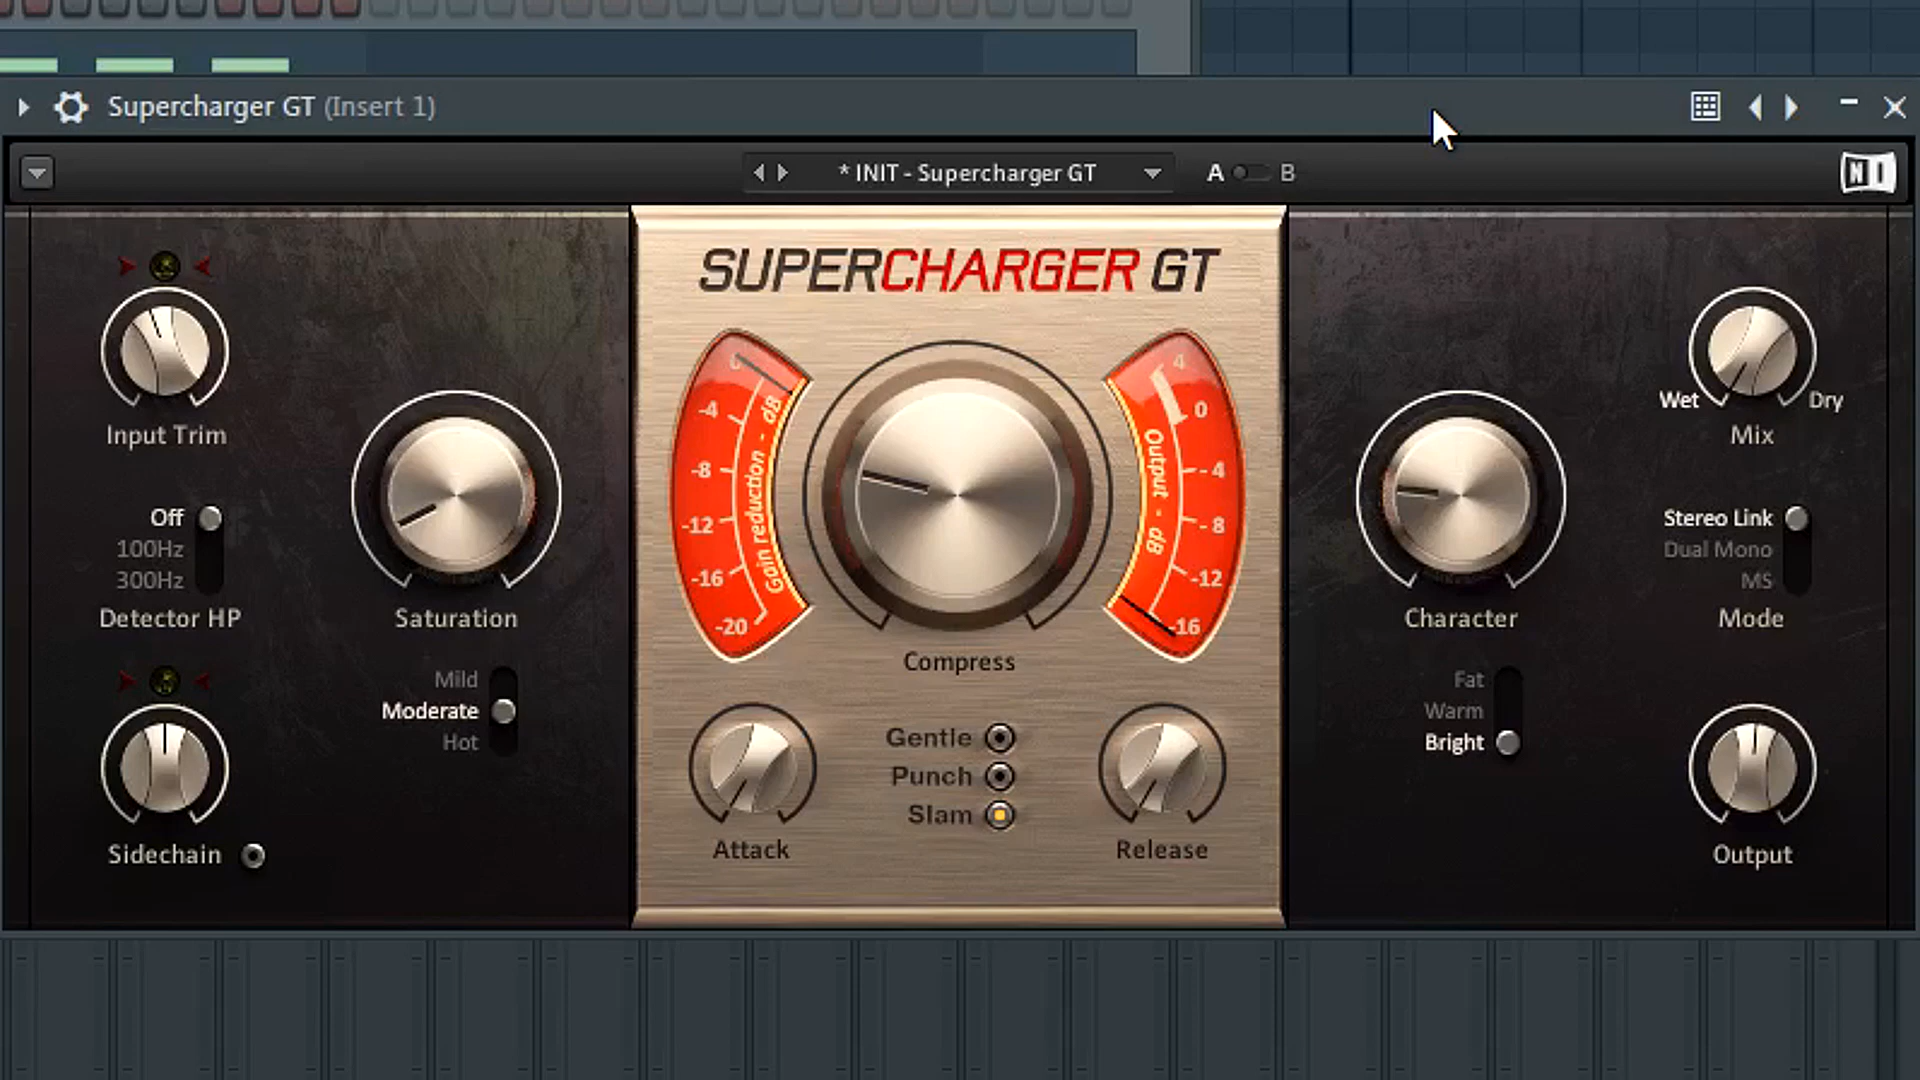 Supercharger GT (Insert 1)
* INIT - Supercharger GT
A B
NI
SUPERCHARGER GT
Input Trim
Off
100Hz
300Hz
Detector HP
Sidechain
Saturation
Mild
Moderate
Hot
0
-4
-8
-12
-16
-20
Gain reduction - dB
Compress
4
0
-4
-8
-12
-16
Output - dB
Attack
Gentle
Punch
Slam
Release
Character
Fat
Warm
Bright
Wet Dry
Mix
Stereo Link
Dual Mono
MS
Mode
Output